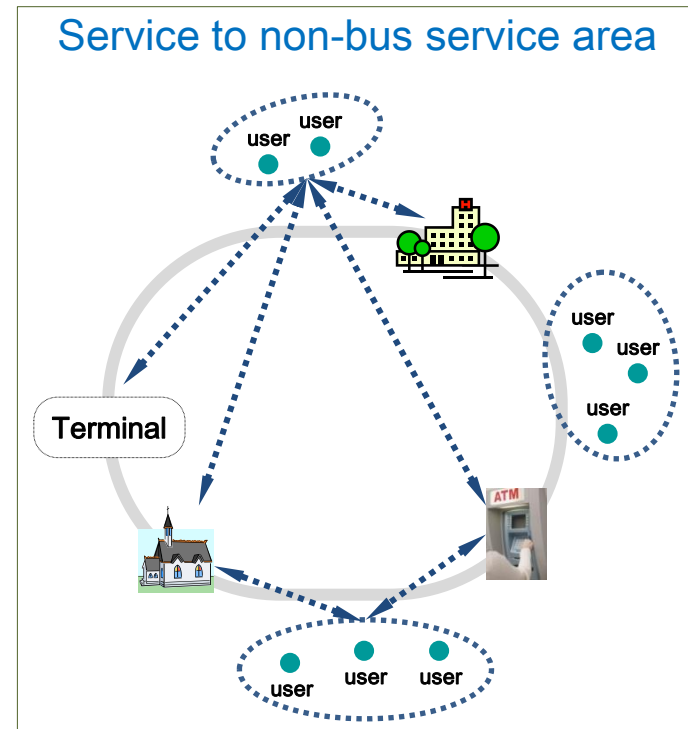 Service to non-bus service area
user
user
H
user
user
user
Terminal
ATM
user
user
user